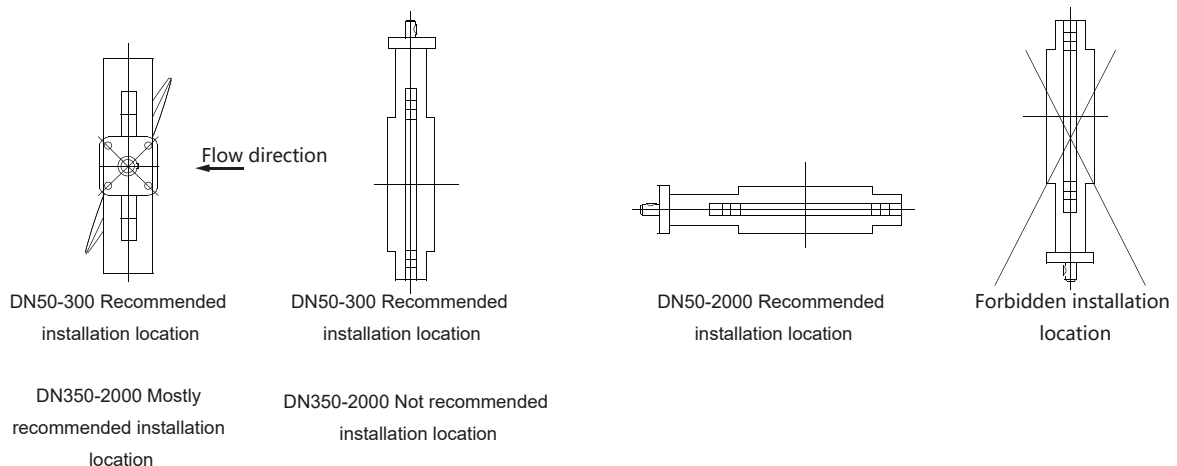 Flow direction
DN50-300 Recommended
installation location
DN50-300 Recommended
installation location
DN50-2000 Recommended
installation location
Forbidden installation
location
DN350-2000 Mostly
recommended installation
location
DN350-2000 Not recommended
installation location